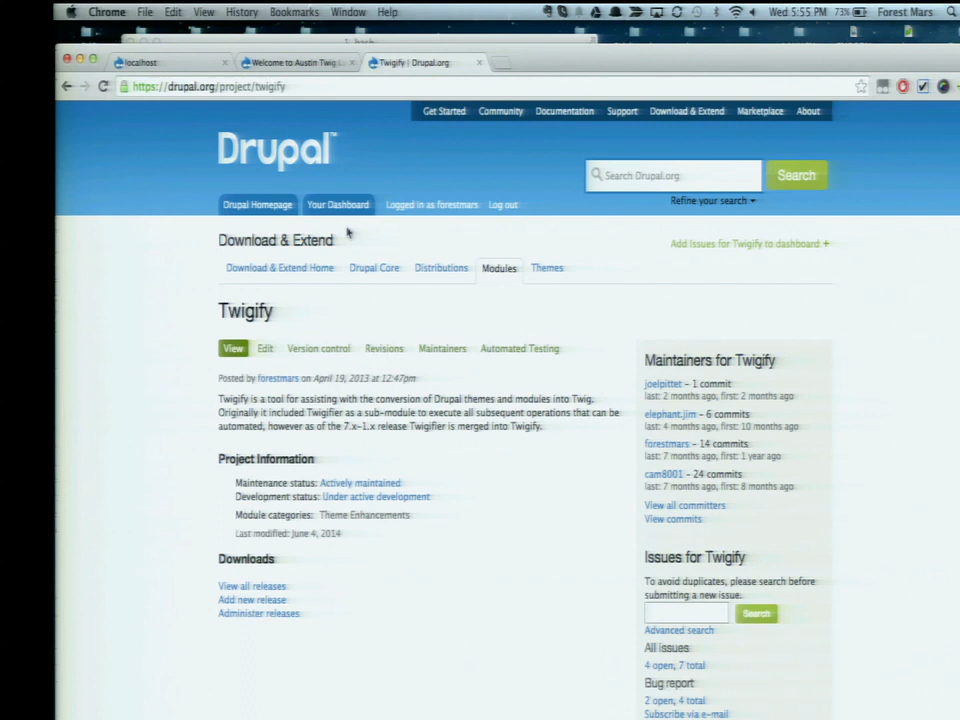 Chrome File Edit View History Bookmarks Window Help Wed 5:55 PM 73% Forest Mars
localhost Welcome to Austin Twig Twigify | Drupal.org
https://drupal.org/project/twigify
Get Started Community Documentation Support Download & Extend Marketplace About
Drupal™
Search Drupal.org Search
Refine your search
Drupal Homepage Your Dashboard Logged in as forestmars Log out
Download & Extend
Add Issues for Twigify to dashboard +
Download & Extend Home Drupal Core Distributions Modules Themes
Twigify
View Edit Version control Revisions Maintainers Automated Testing
Posted by forestmars on April 19, 2013 at 12:47pm
Twigify is a tool for assisting with the conversion of Drupal themes and modules into Twig.
Originally it included Twigifier as a sub-module to execute all subsequent operations that can be
automated, however as of the 7.x-1.x release Twigifier is merged into Twigify.
Project Information
Maintenance status: Actively maintained
Development status: Under active development
Module categories: Theme Enhancements
Last modified: June 4, 2014
Downloads
View all releases
Add new release
Administer releases
Maintainers for Twigify
joelpittet – 1 commit
last: 2 months ago, first: 2 months ago
elephant.jim – 6 commits
last: 4 months ago, first: 10 months ago
forestmars – 14 commits
last: 7 months ago, first: 1 year ago
cam8001 – 24 commits
last: 7 months ago, first: 8 months ago
View all committers
View commits
Issues for Twigify
To avoid duplicates, please search before
submitting a new issue.
Search
Advanced search
All issues
4 open, 7 total
Bug report
2 open, 4 total
Subscribe via e-mail